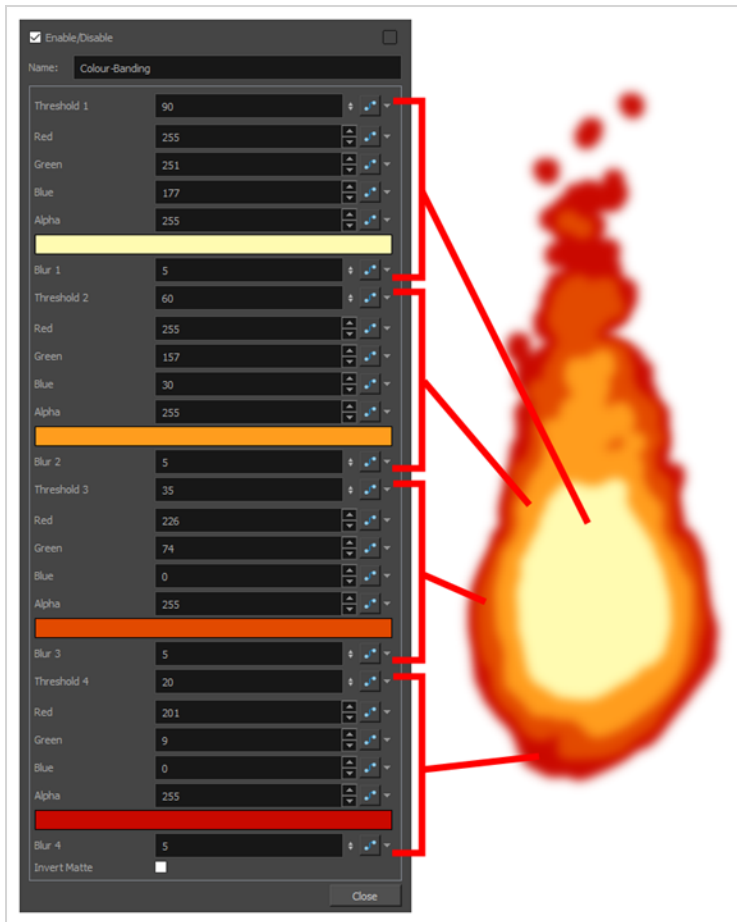 Enable/Disable
Name: Colour-Banding
Threshold 1 90
Red 255
Green 251
Blue 177
Alpha 255
Blur 1 5
Threshold 2 60
Red 255
Green 157
Blue 30
Alpha 255
Blur 2 5
Threshold 3 35
Red 226
Green 74
Blue 0
Alpha 255
Blur 3 5
Threshold 4 20
Red 201
Green 9
Blue 0
Alpha 255
Blur 4 5
Invert Matte
Close